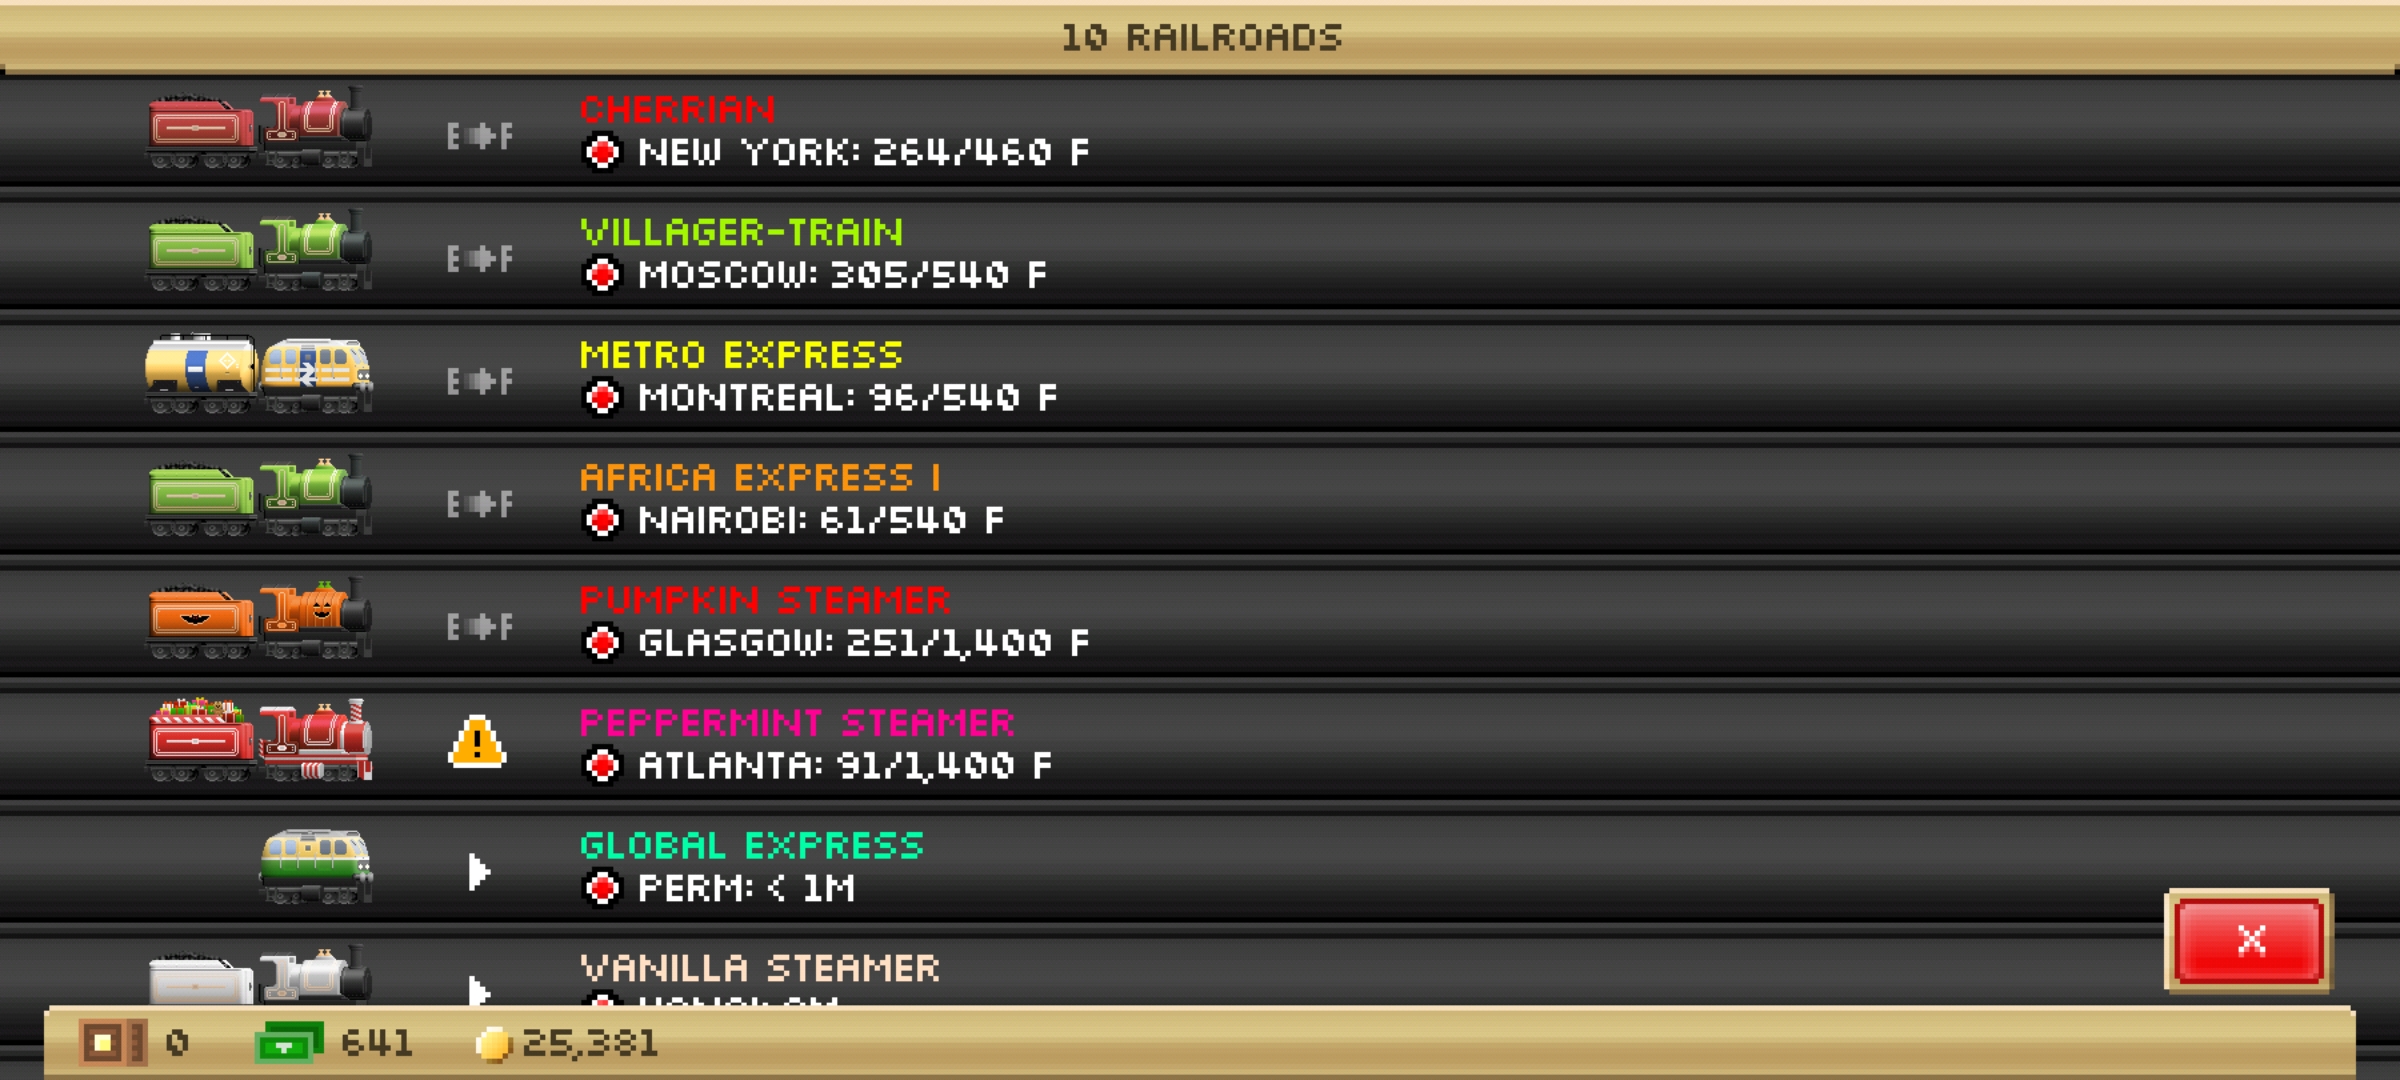 10 RAILROADS
CHERRIAN
E F NEW YORK: 264/460 F
VILLAGER-TRAIN
E F MOSCOW: 305/540 F
METRO EXPRESS
E F MONTREAL: 96/540 F
AFRICA EXPRESS I
E F NAIROBI: 61/540 F
PUMPKIN STEAMER
E F GLASGOW: 251/1,400 F
PEPPERMINT STEAMER
! ATLANTA: 91/1,400 F
GLOBAL EXPRESS
PERM: < 1M
VANILLA STEAMER
X
0 641 25,381